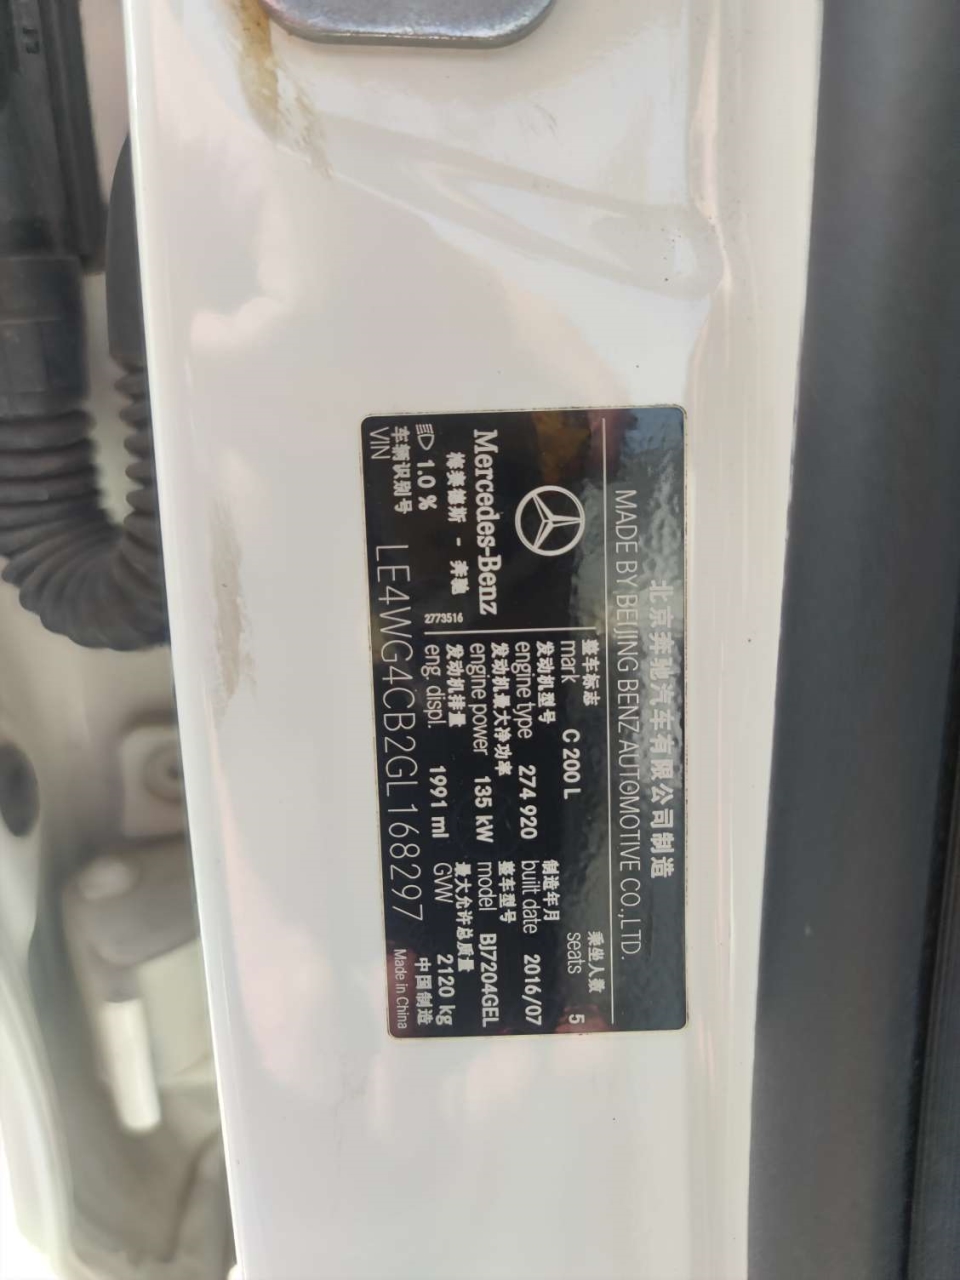 北京奔驰汽车有限公司制造
MADE BY BEIJING BENZ AUTOMOTIVE CO.,LTD.
Mercedes-Benz
梅赛德斯 - 奔驰
1.0 %
2773516
整车标志
mark C 200 L
乘坐人数
seats 5
发动机型号
engine type 274 920
制造年月
built date 2016/07
发动机最大净功率
engine power 135 kW
整车型号
model BJ7204GEL
发动机排量
eng. displ. 1991 ml
最大允许总质量
GVW 2120 kg
车辆识别号
VIN LE4WG4CB2GL168297
中国制造
Made in China